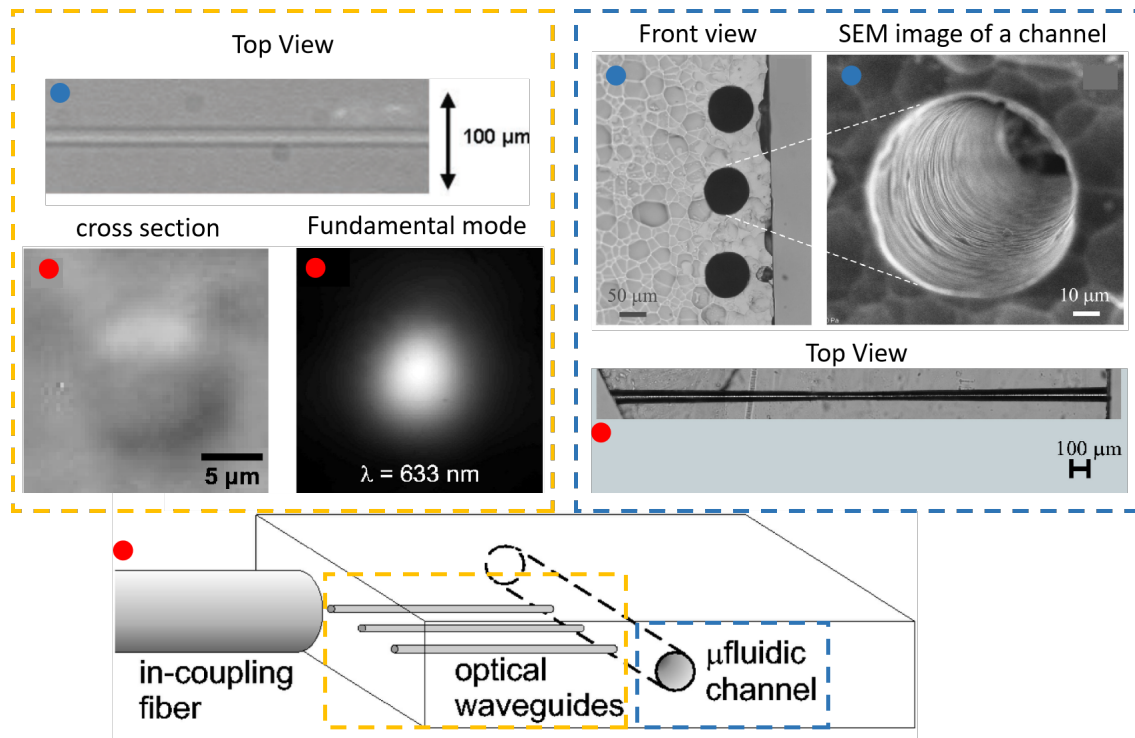 Top View
100 µm
cross section
Fundamental mode
5 µm
λ = 633 nm
Front view
SEM image of a channel
50 µm
10 µm
Top View
100 µm
in-coupling
fiber
optical
waveguides
µfluidic
channel